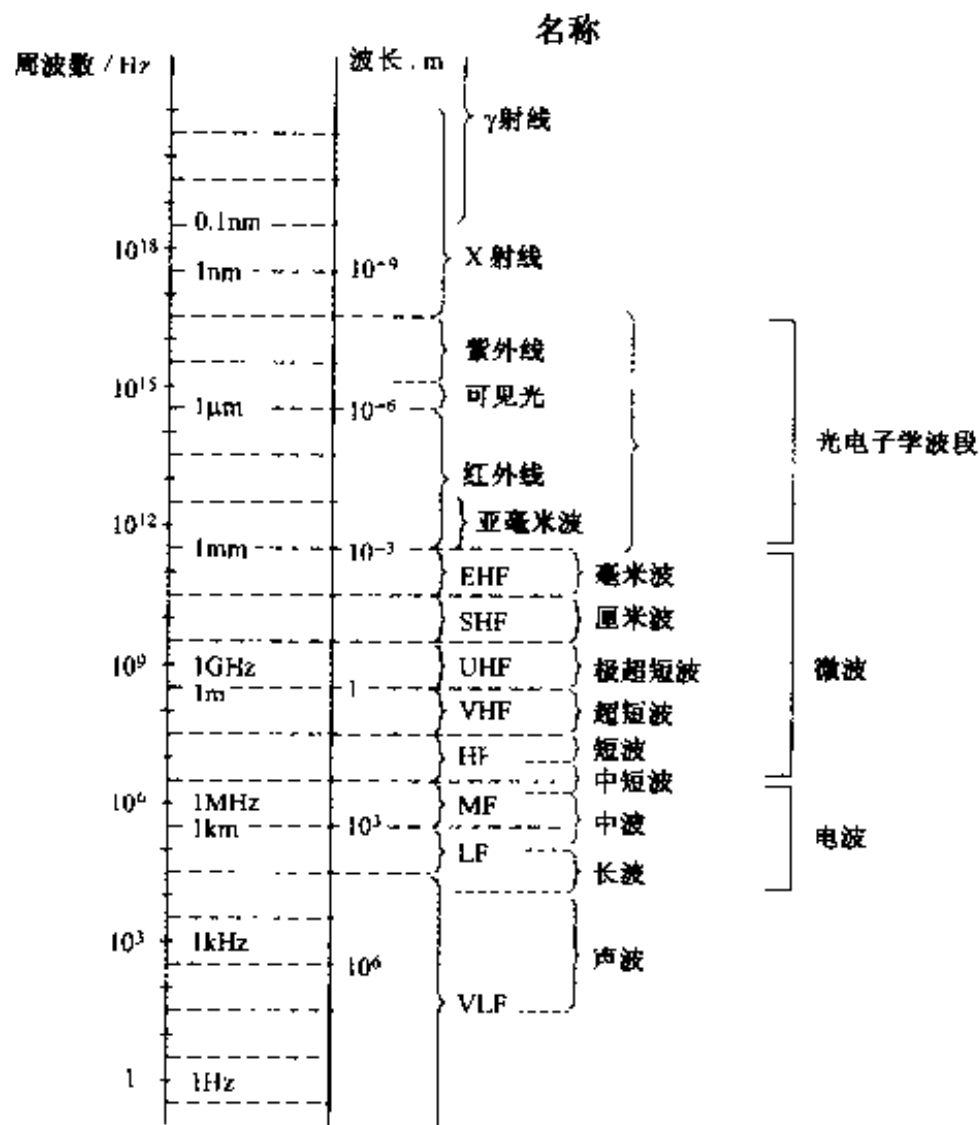 名称
周波数/Hz 波长.m
γ射线
0.1nm
10¹⁸ X射线
1nm 10⁻⁹
紫外线
10¹⁵ 可见光
1μm 10⁻⁶
光电子学波段
红外线
10¹² 亚毫米波
1mm 10⁻³
EHF 毫米波
SHF 厘米波
10⁹ 1GHz UHF 极超短波 微波
1m 1
VHF 超短波
HF 短波
中短波
10⁶ 1MHz MF
1km 10³ 中波 电波
LF 长波
10³ 1kHz 声波
10⁶
VLF
1 1Hz